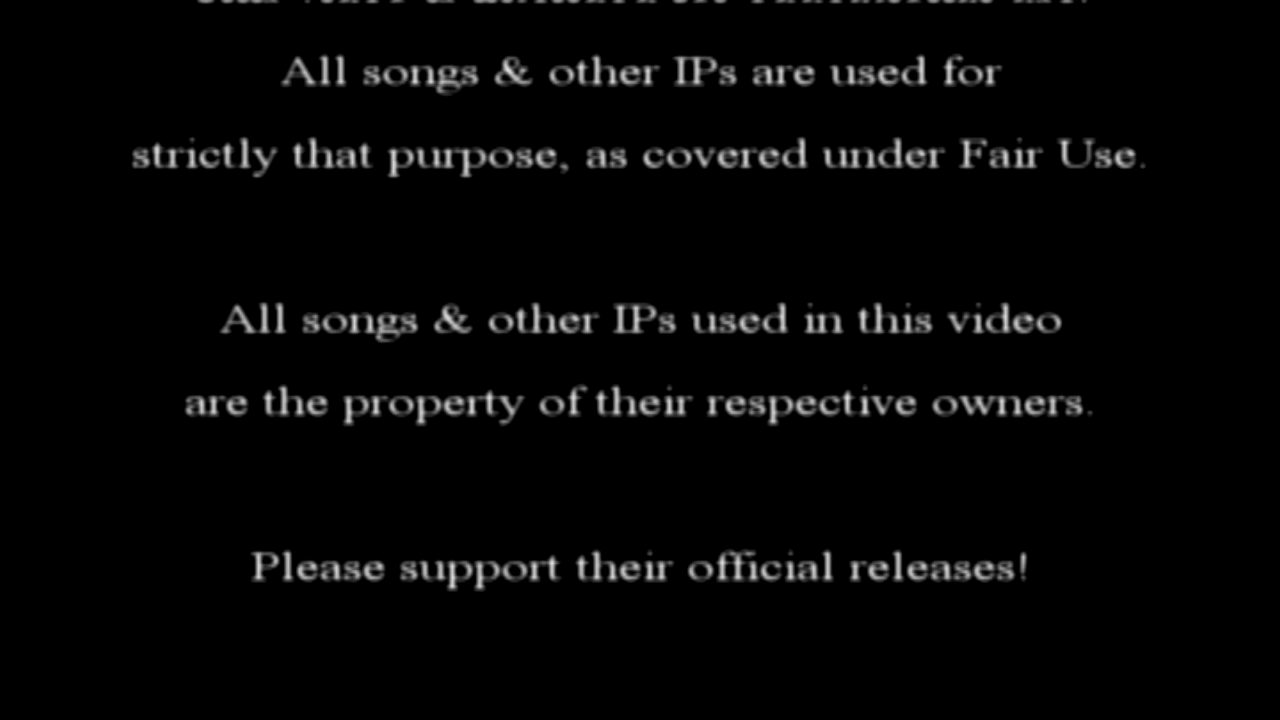 All songs & other IPs are used for
strictly that purpose, as covered under Fair Use.
All songs & other IPs used in this video
are the property of their respective owners.
Please support their official releases!